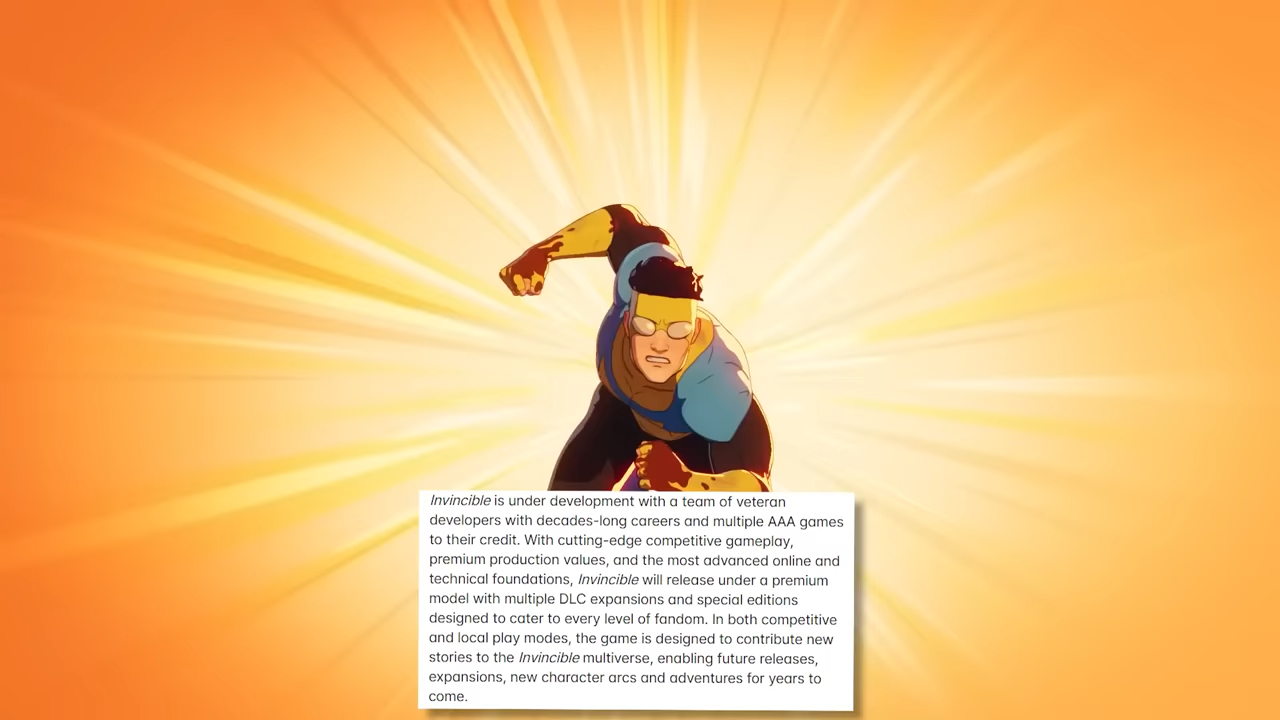 Invincible is under development with a team of veteran
developers with decades-long careers and multiple AAA games
to their credit. With cutting-edge competitive gameplay,
premium production values, and the most advanced online and
technical foundations, Invincible will release under a premium
model with multiple DLC expansions and special editions
designed to cater to every level of fandom. In both competitive
and local play modes, the game is designed to contribute new
stories to the Invincible multiverse, enabling future releases,
expansions, new character arcs and adventures for years to
come.